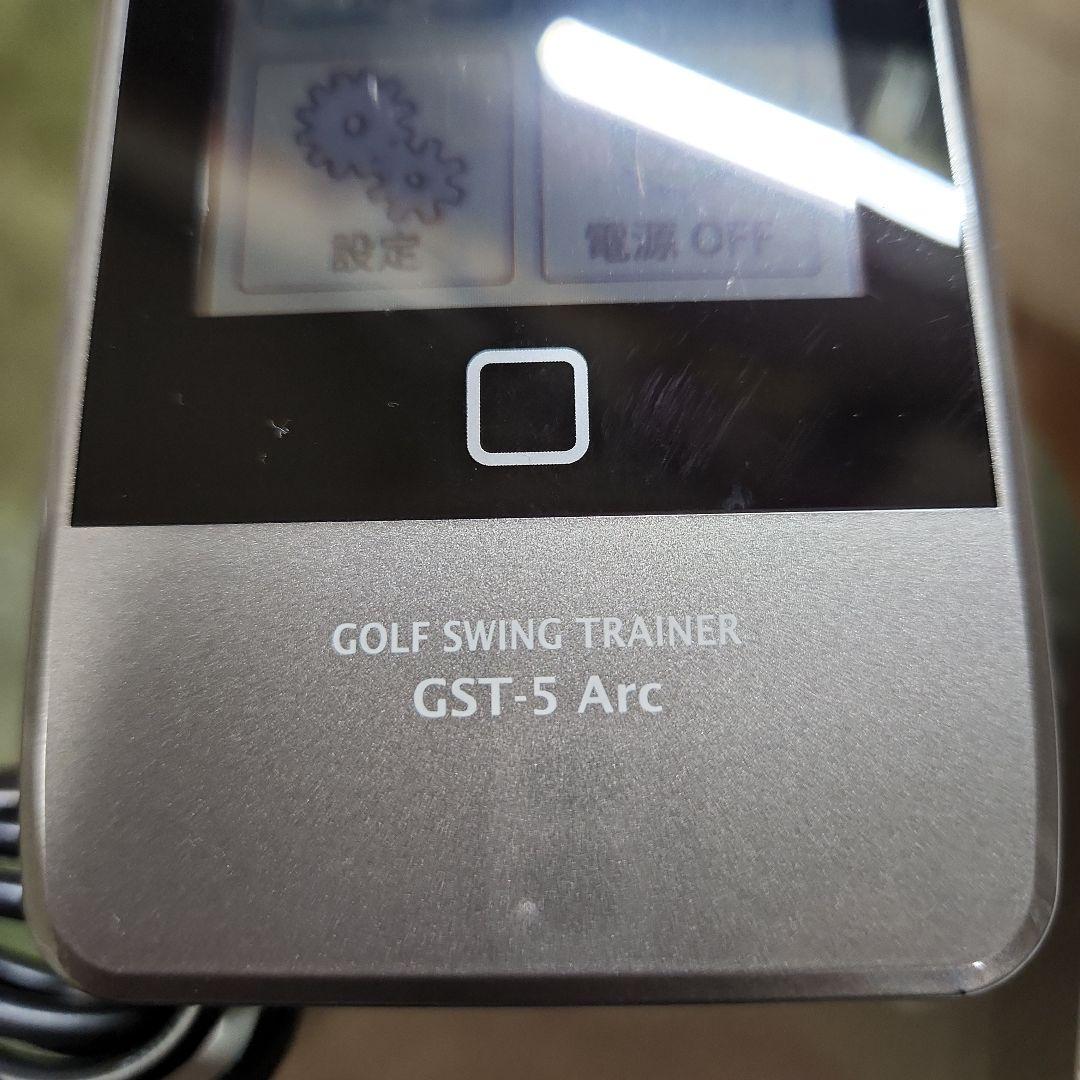 設定
電源 OFF
GOLF SWING TRAINER
GST-5 Arc